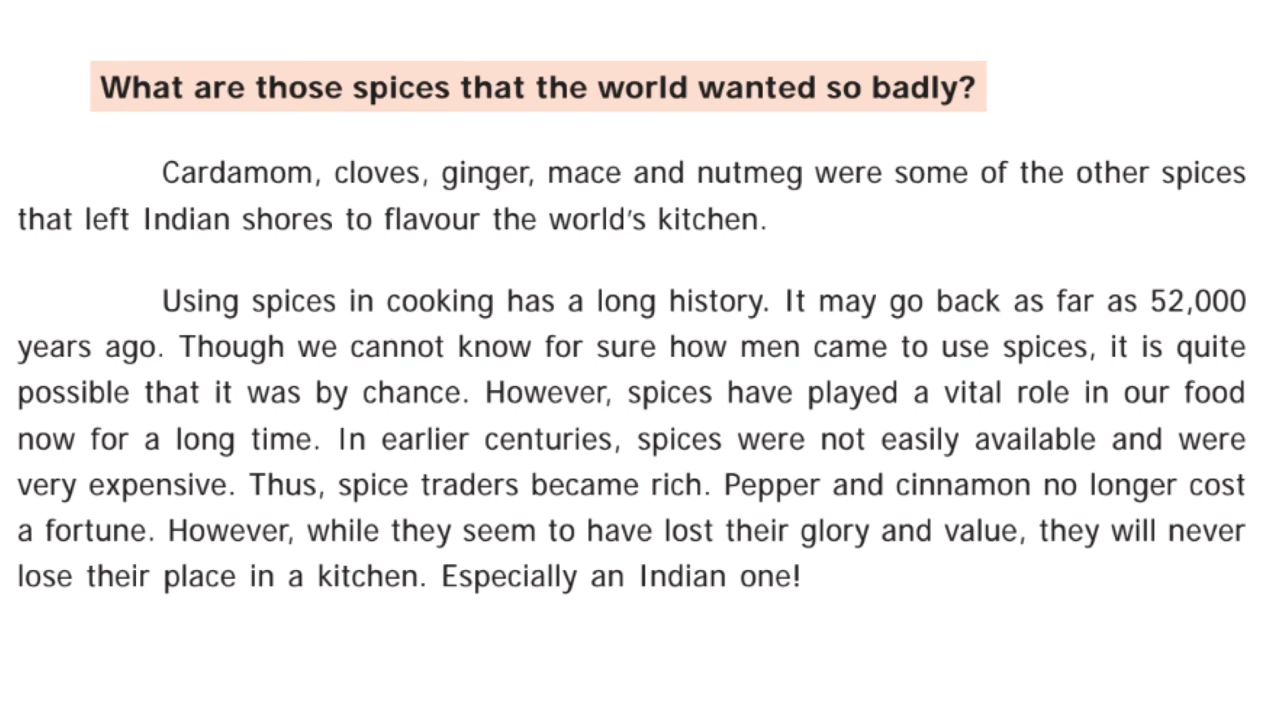 What are those spices that the world wanted so badly?
Cardamom, cloves, ginger, mace and nutmeg were some of the other spices
that left Indian shores to flavour the world's kitchen.
Using spices in cooking has a long history. It may go back as far as 52,000
years ago. Though we cannot know for sure how men came to use spices, it is quite
possible that it was by chance. However, spices have played a vital role in our food
now for a long time. In earlier centuries, spices were not easily available and were
very expensive. Thus, spice traders became rich. Pepper and cinnamon no longer cost
a fortune. However, while they seem to have lost their glory and value, they will never
lose their place in a kitchen. Especially an Indian one!